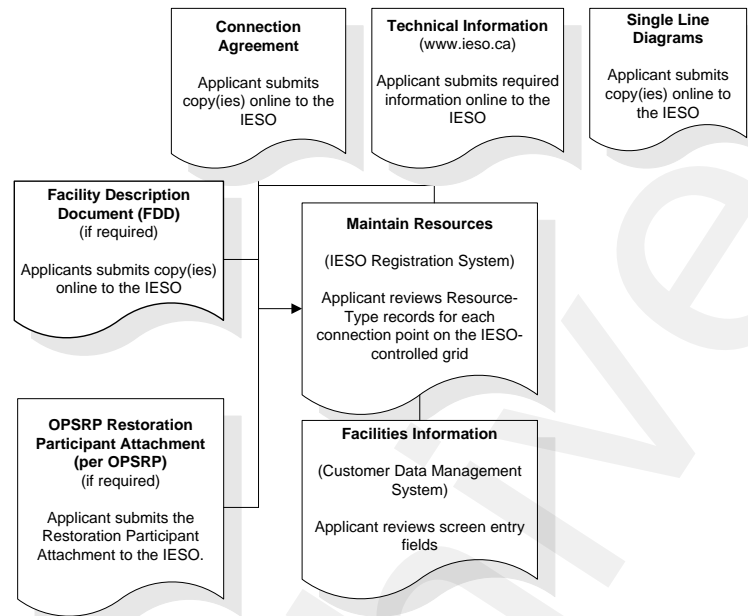 Connection
Agreement
Applicant submits
copy(ies) online to the
IESO
Technical Information
(www.ieso.ca)
Applicant submits required
information online to the
IESO
Single Line
Diagrams
Applicant submits
copy(ies) online to
the IESO
Facility Description
Document (FDD)
(if required)
Applicants submits copy(ies)
online to the IESO
Maintain Resources
(IESO Registration System)
Applicant reviews Resource-
Type records for each
connection point on the IESO-
controlled grid
OPSRP Restoration
Participant Attachment
(per OPSRP)
(if required)
Applicant submits the
Restoration Participant
Attachment to the IESO.
Facilities Information
(Customer Data Management
System)
Applicant reviews screen entry
fields